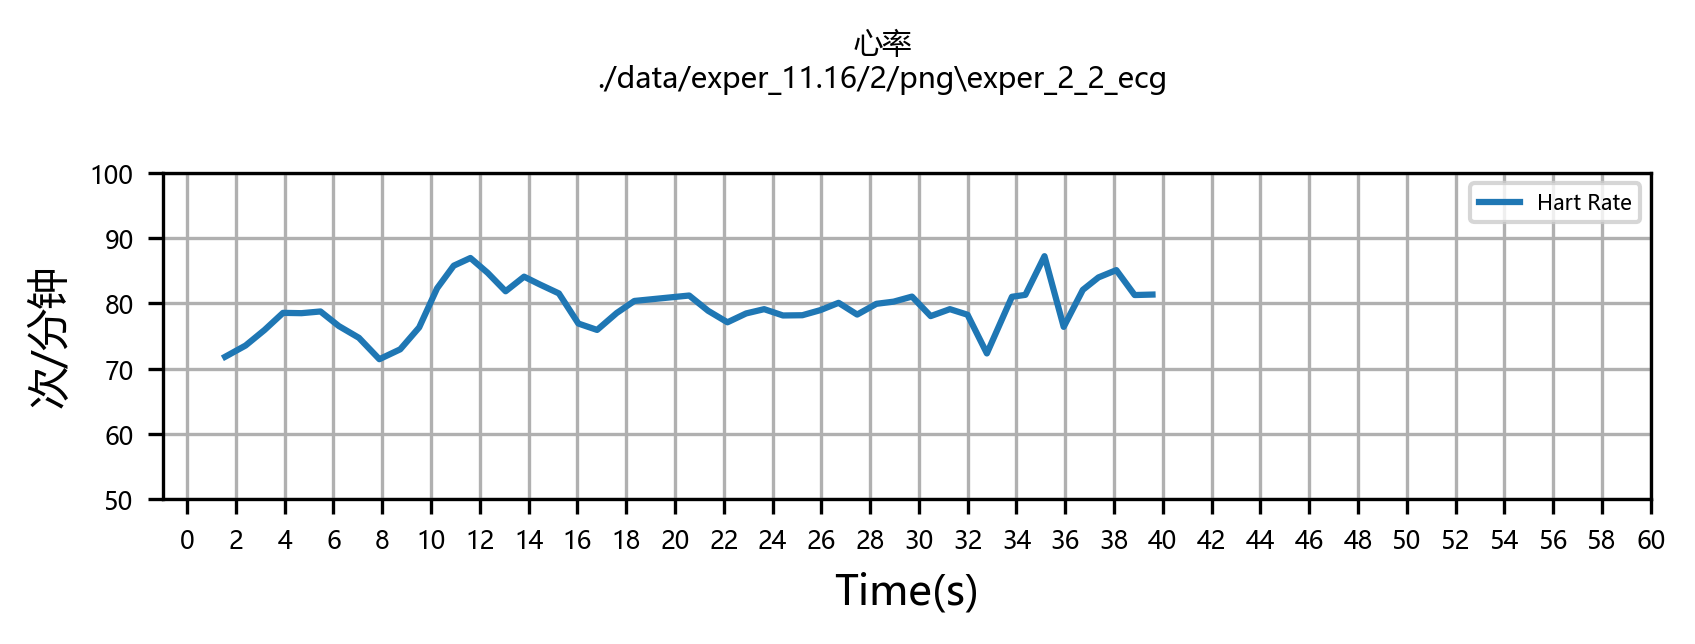 心率
./data/exper_11.16/2/png\exper_2_2_ecg
Hart Rate
次/分钟
100
90
80
70
60
50
0 2 4 6 8 10 12 14 16 18 20 22 24 26 28 30 32 34 36 38 40 42 44 46 48 50 52 54 56 58 60
Time(s)